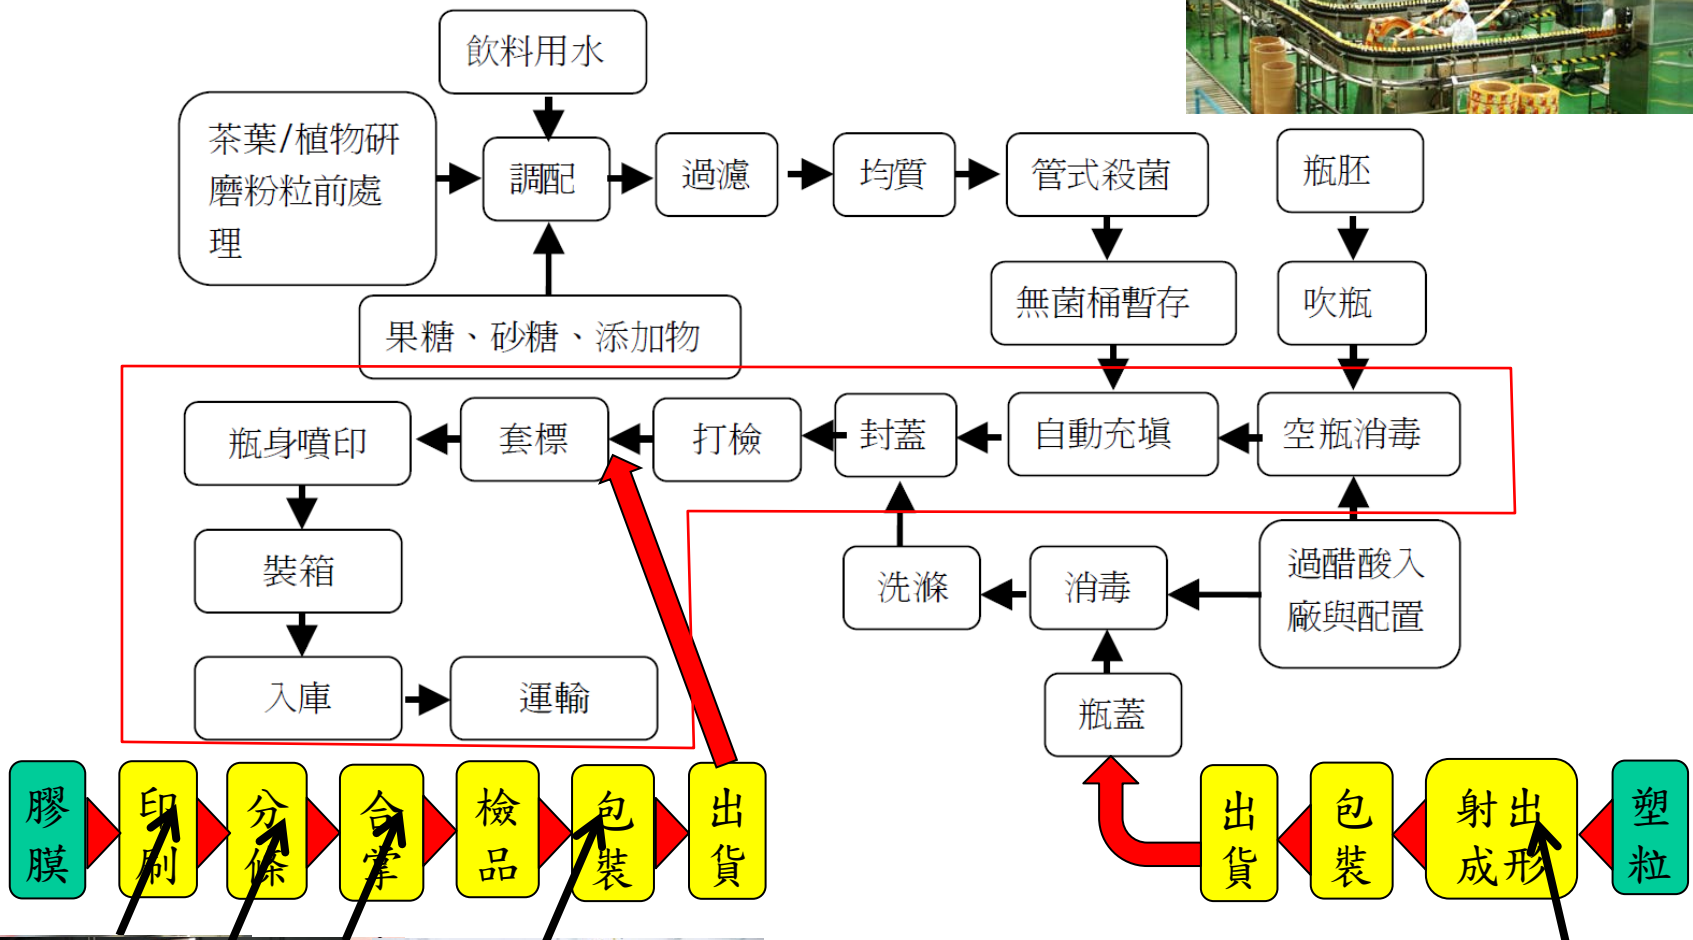 飲料用水
茶葉/植物研
磨粉粒前處
理
調配
過濾
均質
管式殺菌
瓶胚
無菌桶暫存
吹瓶
果糖、砂糖、添加物
瓶身噴印
套標
打檢
封蓋
自動充填
空瓶消毒
裝箱
洗滌
消毒
過醋酸入
廠與配置
入庫
運輸
瓶蓋
膠膜
印刷
分條
合掌
檢品
包裝
出貨
出貨
包裝
射出
成形
塑粒